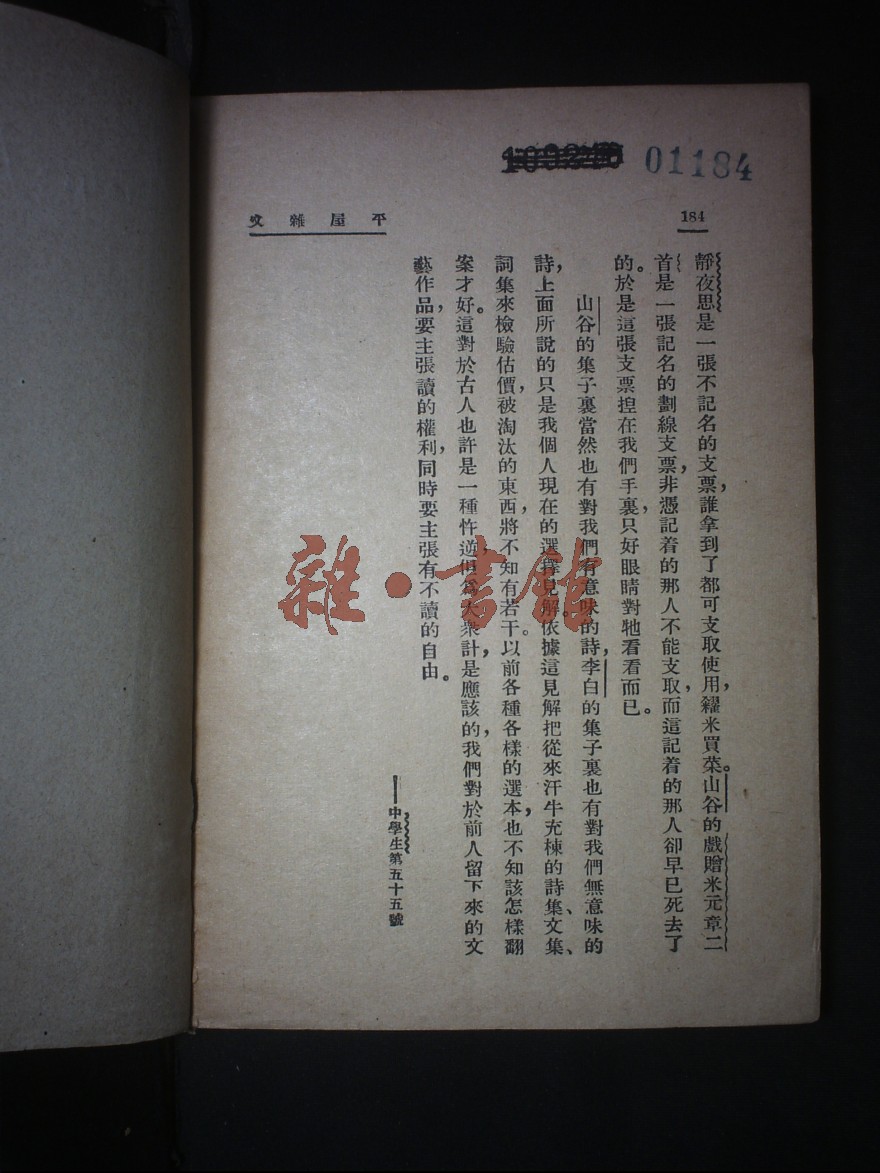 01184
184
平屋雜文
靜夜思是一張不記名的支票，誰拿到了都可支取使用，糴米買菜。山谷的戲贈米元章二
首是一張記名的劃線支票，非憑記着的那人不能支取，而這記着的那人卻早已死去了
的。於是這張支票揑在我們手裏，只好眼睛對牠看看而已。
山谷的集子裏當然也有對我們有意味的詩，李白的集子裏也有對我們無意味的
詩，上面所說的只是我個人現在的選擇見解。依據這見解把從來汗牛充棟的詩集、文集、
詞集來檢驗估價，被淘汰的東西，將不知有若干。以前各種各樣的選本，也不知該怎樣翻
案才好。這對於古人也許是一種忤逆，但爲大衆計，是應該的，我們對於前人留下來的文
藝作品，要主張讀的權利，同時要主張有不讀的自由。
——中學生第五十五號
雜·書館